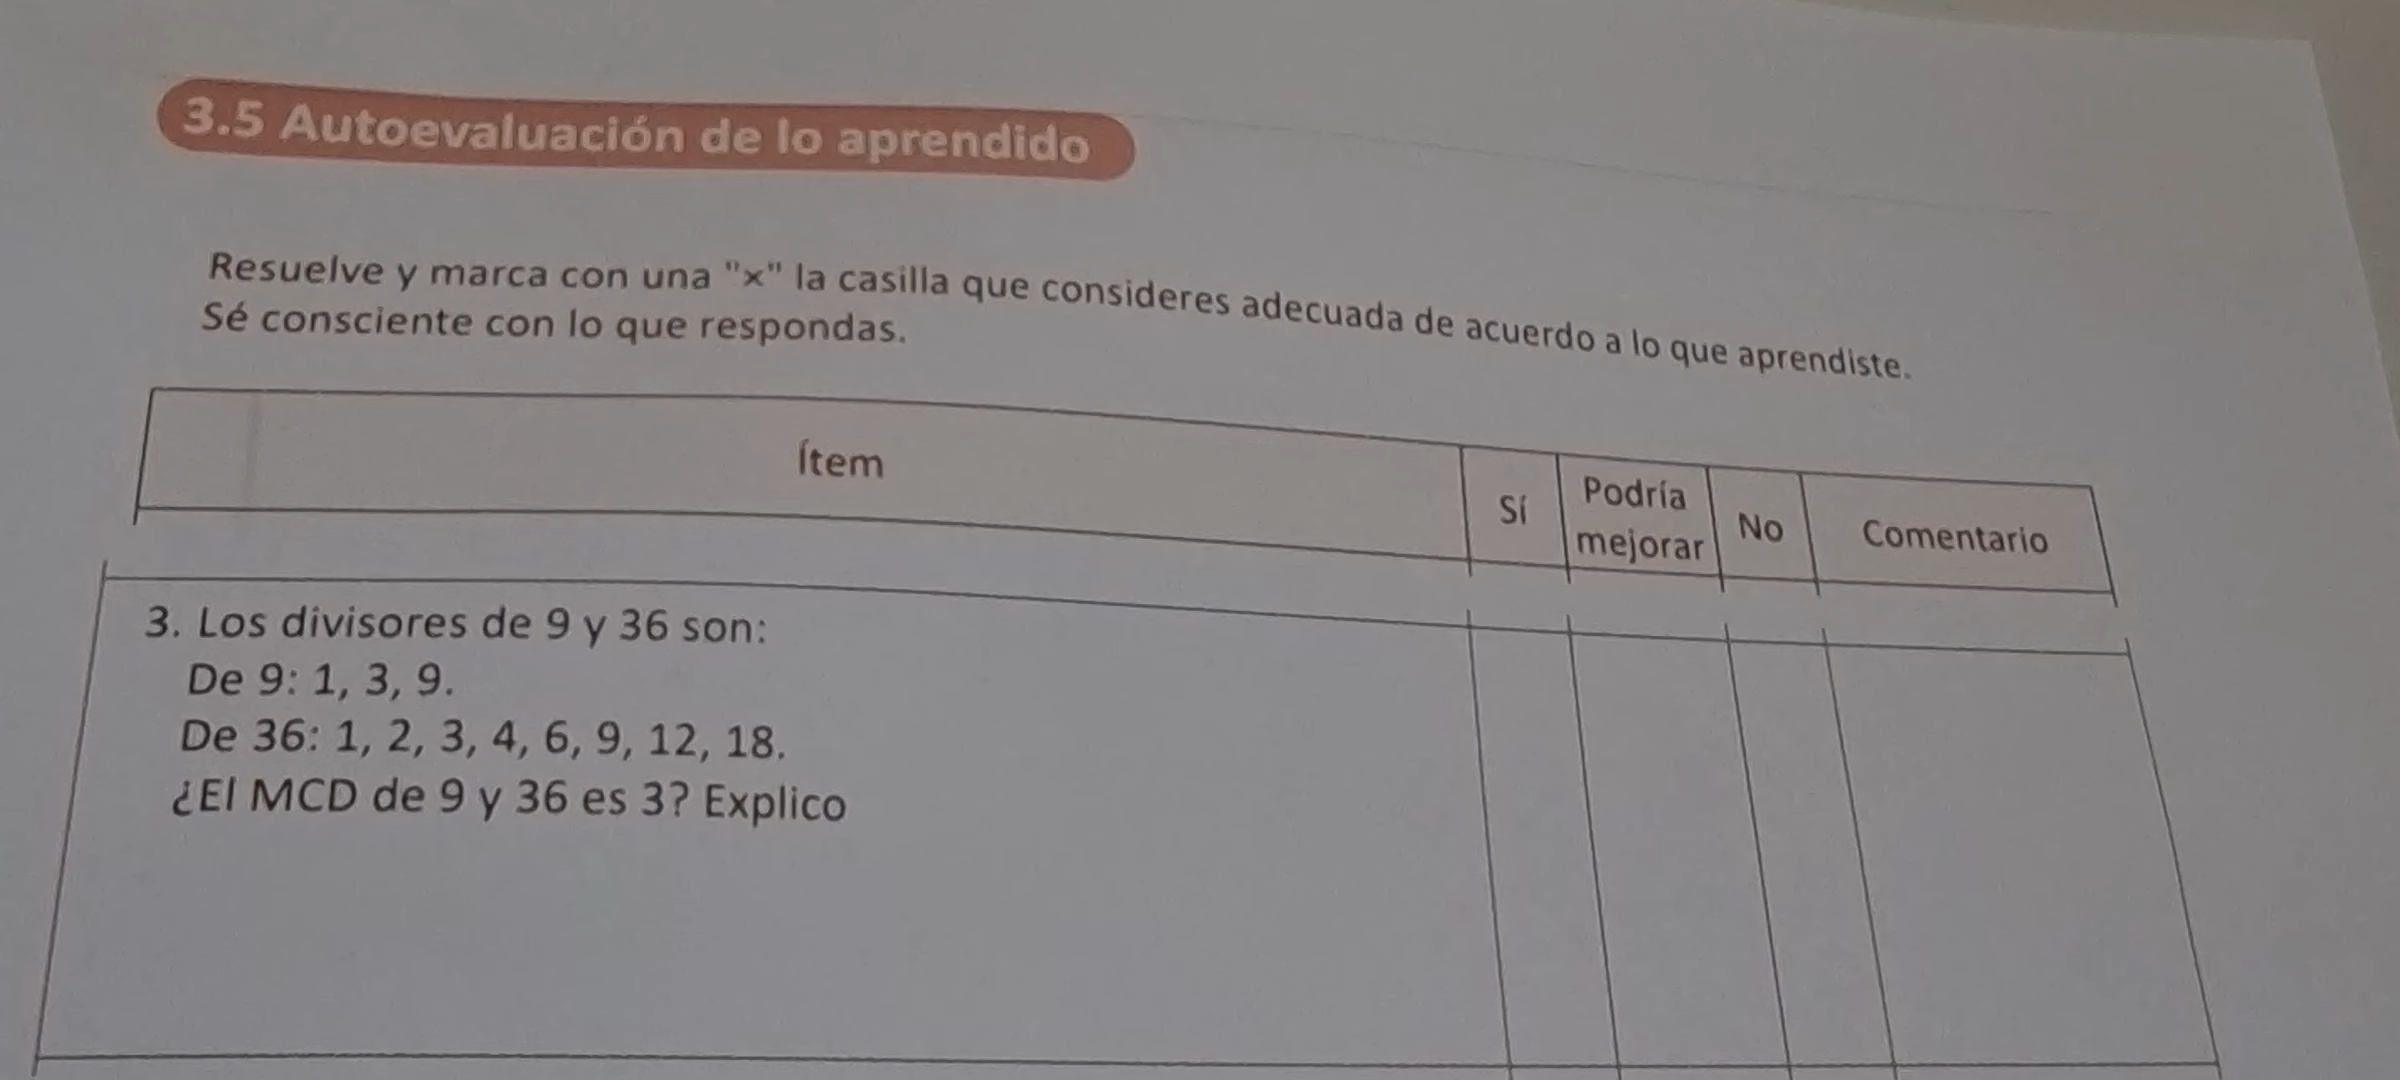 3.5 Autoevaluación de lo aprendido
Resuelve y marca con una "x" la casilla que consideres adecuada de acuerdo a lo que aprendiste.
Sé consciente con lo que respondas.
Ítem
Sí
Podría
mejorar
No
Comentario
3. Los divisores de 9 y 36 son:
De 9: 1, 3, 9.
De 36: 1, 2, 3, 4, 6, 9, 12, 18.
¿El MCD de 9 y 36 es 3? Explico